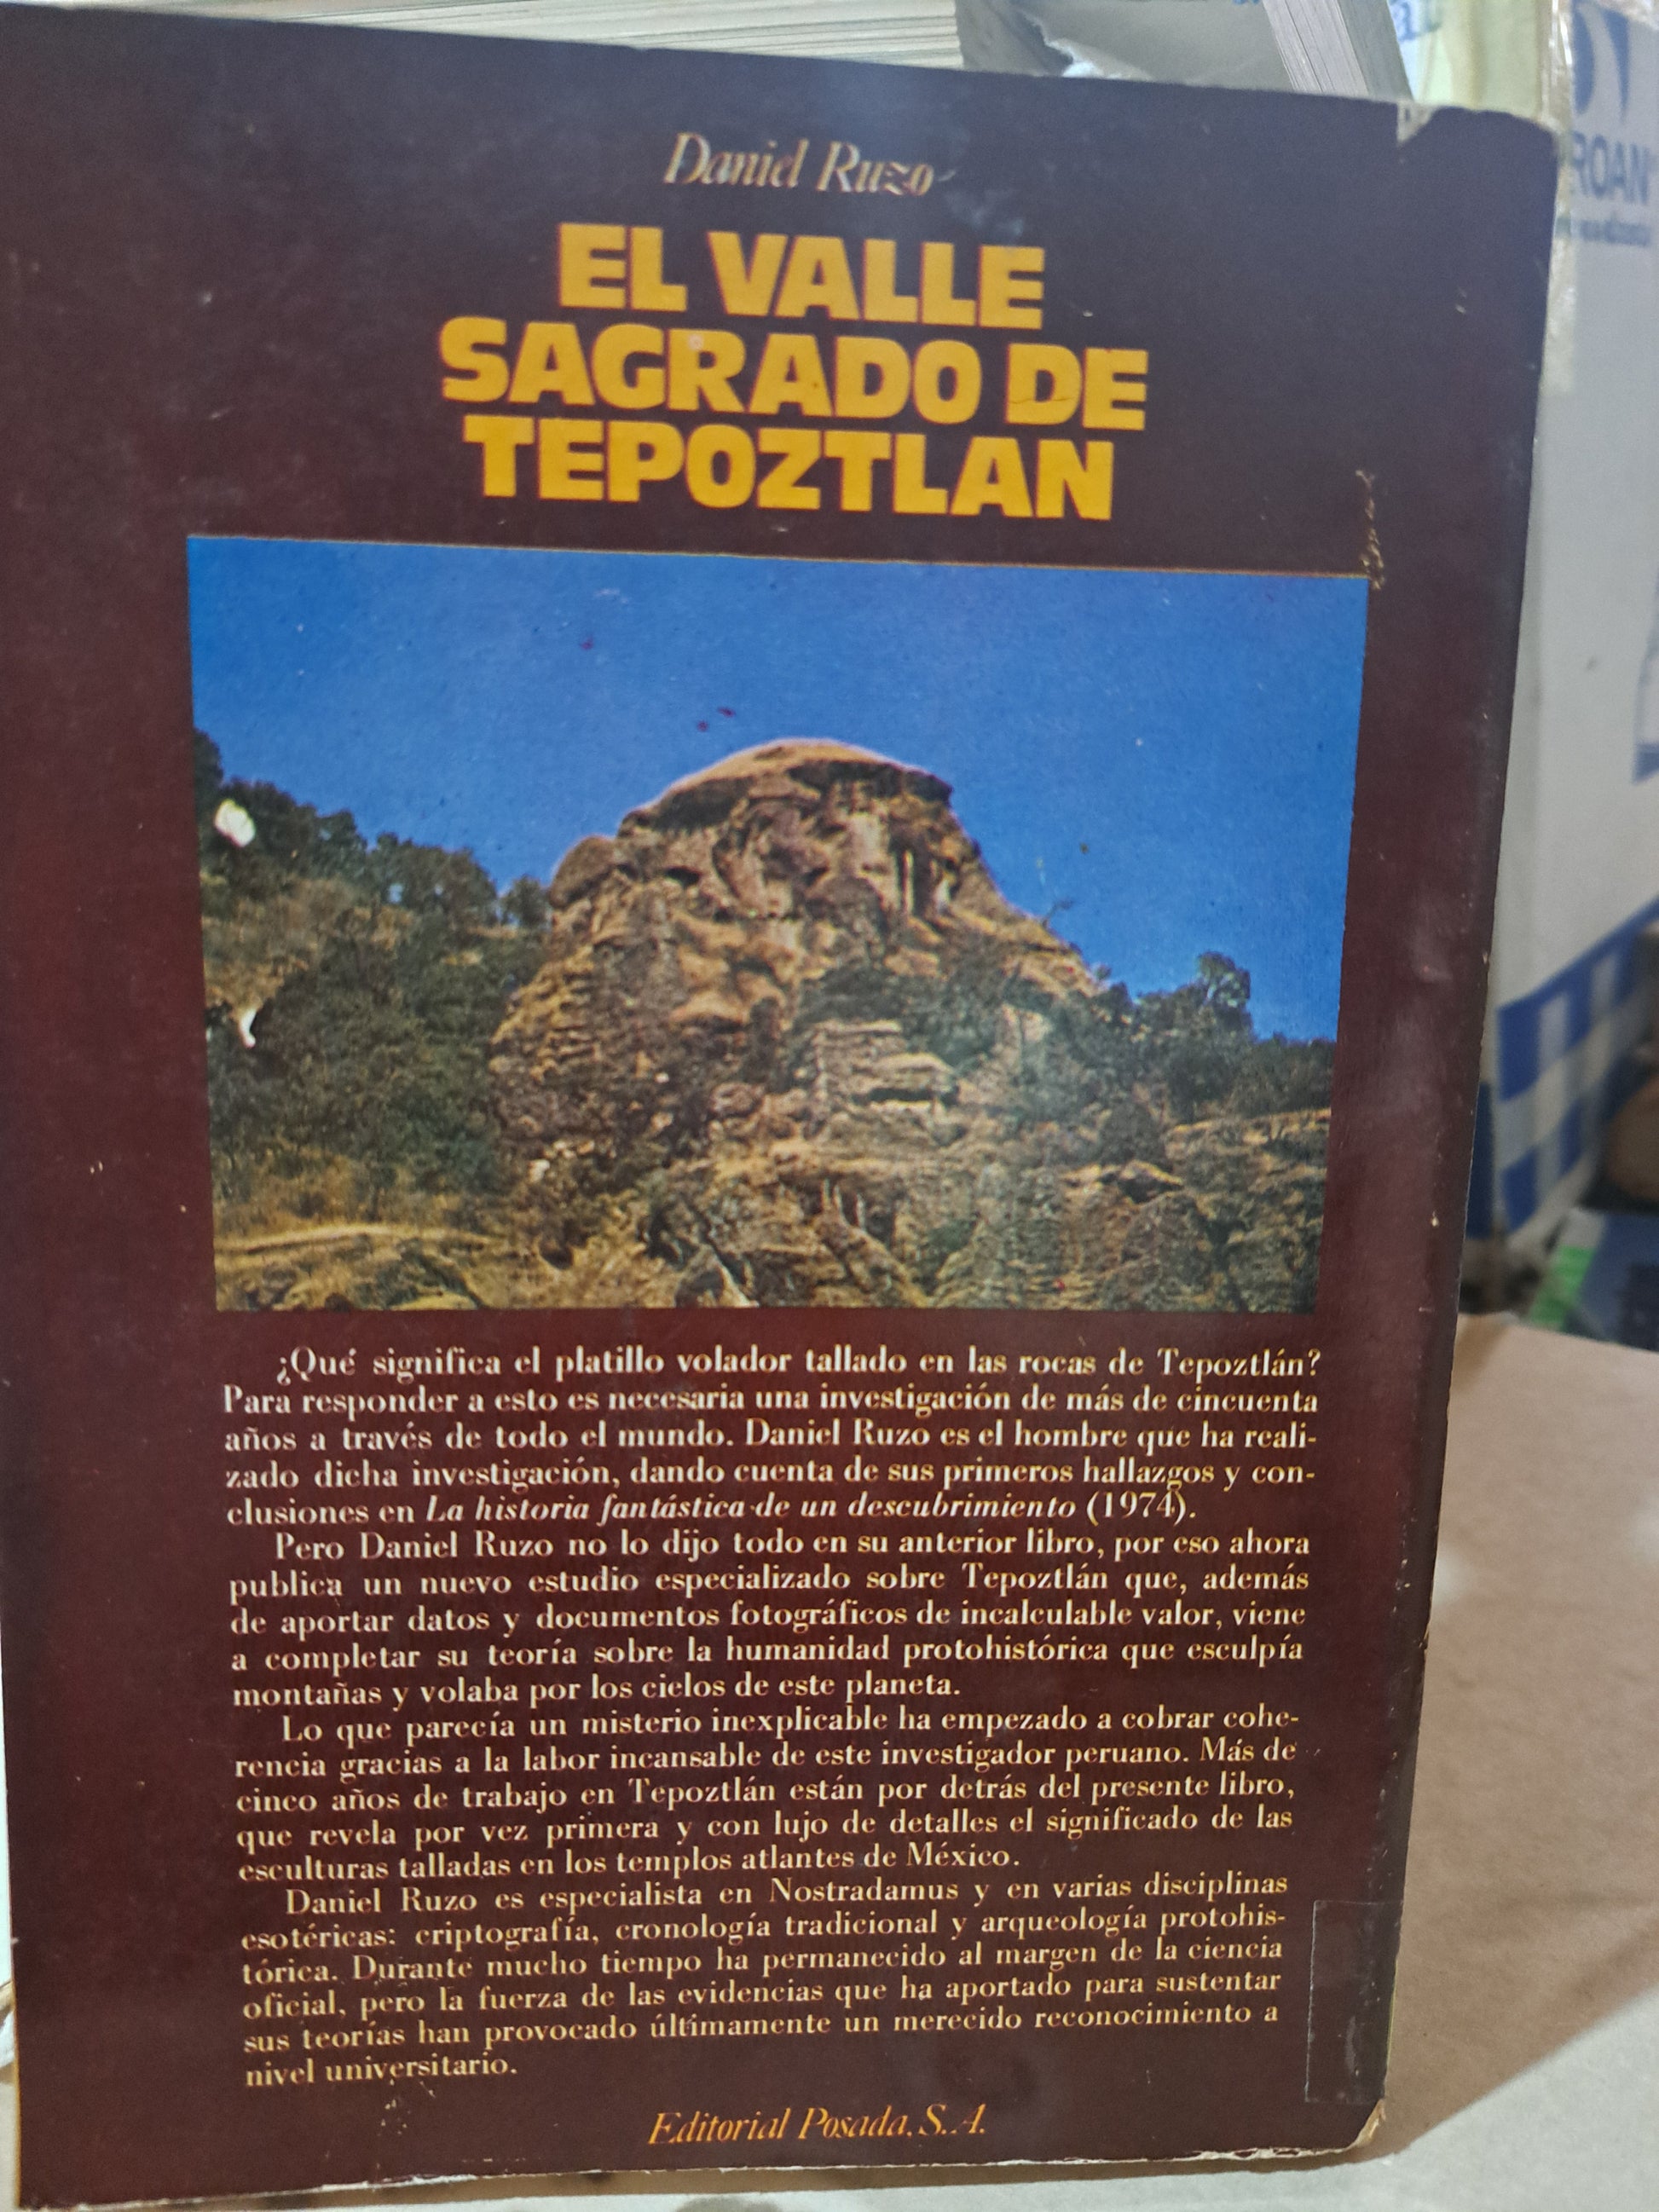 Daniel Ruzo
EL VALLE
SAGRADO DE
TEPOZTLAN
¿Qué significa el platillo volador tallado en las rocas de Tepoztlán?
Para responder a esto es necesaria una investigación de más de cincuenta
años a través de todo el mundo. Daniel Ruzo es el hombre que ha reali-
zado dicha investigación, dando cuenta de sus primeros hallazgos y con-
clusiones en La historia fantástica de un descubrimiento (1974).
Pero Daniel Ruzo no lo dijo todo en su anterior libro, por eso ahora
publica un nuevo estudio especializado sobre Tepoztlán que, además
de aportar datos y documentos fotográficos de incalculable valor, viene
a completar su teoría sobre la humanidad protohistórica que esculpía
montañas y volaba por los cielos de este planeta.
Lo que parecía un misterio inexplicable ha empezado a cobrar cohe-
rencia gracias a la labor incansable de este investigador peruano. Más de
cinco años de trabajo en Tepoztlán están por detrás del presente libro,
que revela por vez primera y con lujo de detalles el significado de las
esculturas talladas en los templos atlantes de México.
Daniel Ruzo es especialista en Nostradamus y en varias disciplinas
esotéricas: criptografía, cronología tradicional y arqueología protohis-
tórica. Durante mucho tiempo ha permanecido al margen de la ciencia
oficial, pero la fuerza de las evidencias que ha aportado para sustentar
sus teorías han provocado últimamente un merecido reconocimiento a
nivel universitario.
Editorial Posada, S.A.
ROAN